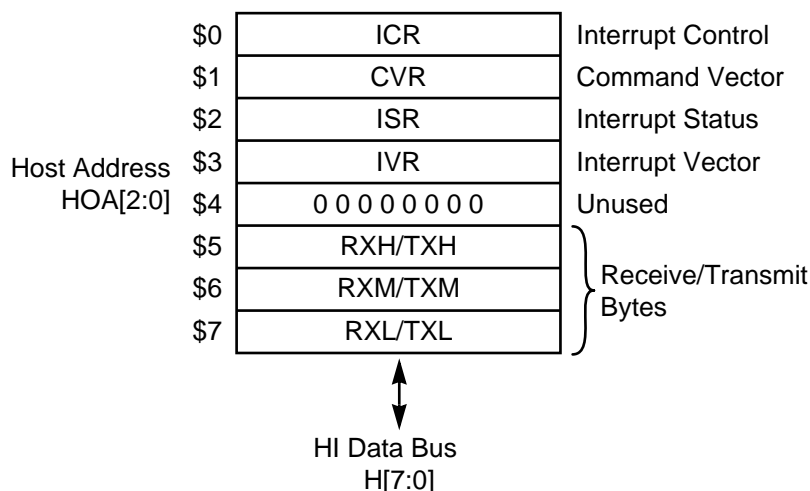 $0 ICR Interrupt Control
$1 CVR Command Vector
$2 ISR Interrupt Status
Host Address
HOA[2:0]
$3 IVR Interrupt Vector
$4 0 0 0 0 0 0 0 0 Unused
$5 RXH/TXH
$6 RXM/TXM
$7 RXL/TXL
Receive/Transmit
Bytes
HI Data Bus
H[7:0]